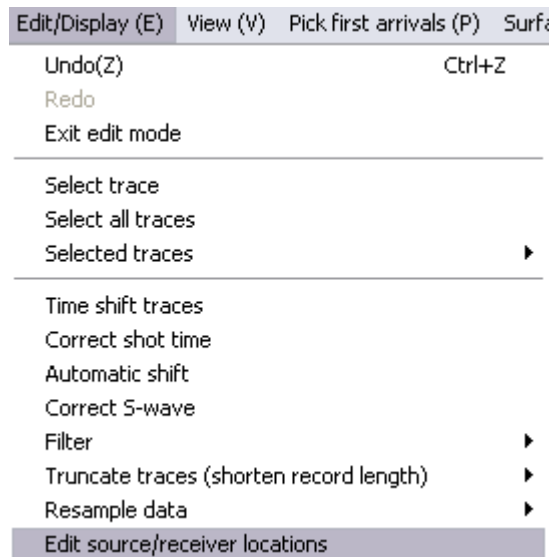 Edit/Display (E) View (V) Pick first arrivals (P) Surfa
Undo(Z) Ctrl+Z
Redo
Exit edit mode
Select trace
Select all traces
Selected traces
Time shift traces
Correct shot time
Automatic shift
Correct S-wave
Filter
Truncate traces (shorten record length)
Resample data
Edit source/receiver locations